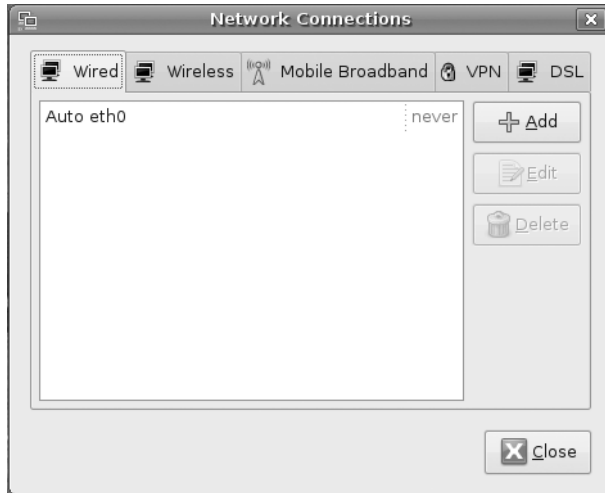 Network Connections
Wired Wireless Mobile Broadband VPN DSL
Auto eth0 never
Add
Edit
Delete
Close